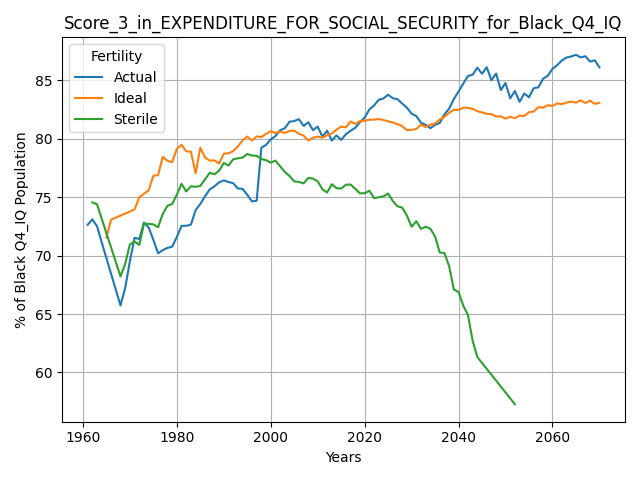 Score_3_in_EXPENDITURE_FOR_SOCIAL_SECURITY_for_Black_Q4_IQ
Fertility
Actual
Ideal
Sterile
% of Black Q4_IQ Population
85
80
75
70
65
60
1960 1980 2000 2020 2040 2060
Years